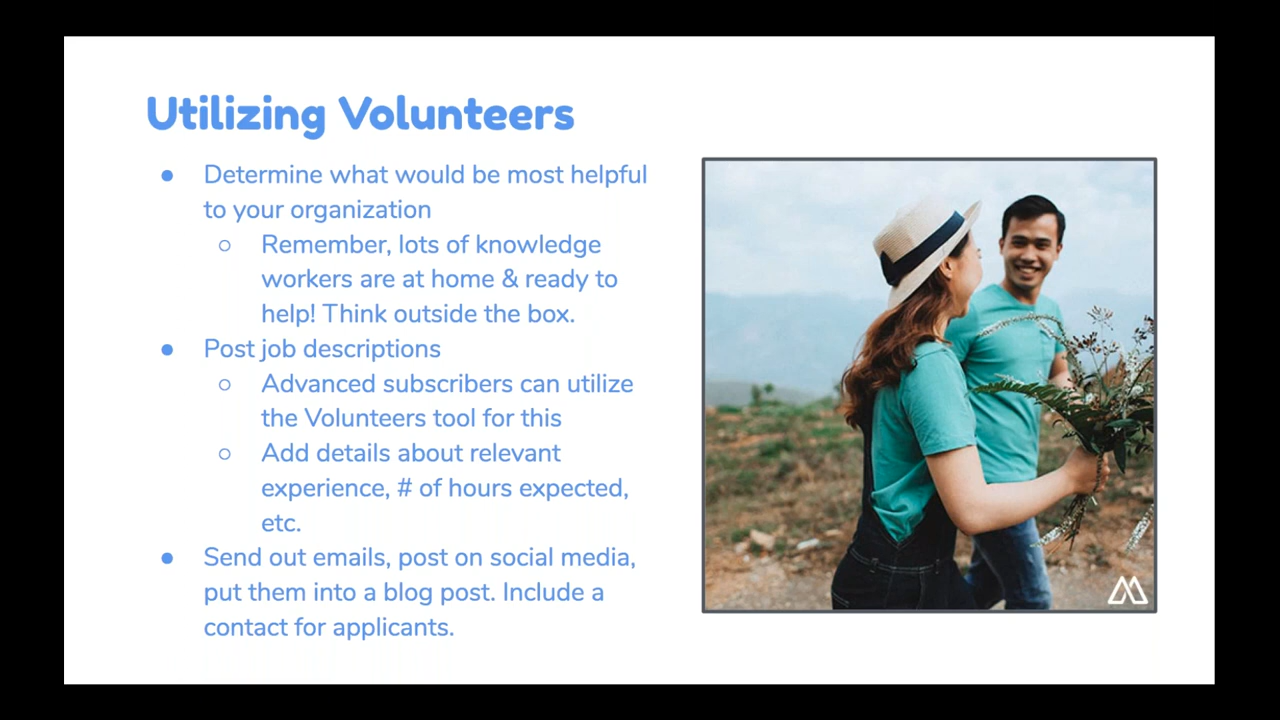 Utilizing Volunteers
● Determine what would be most helpful
to your organization
○ Remember, lots of knowledge
workers are at home & ready to
help! Think outside the box.
● Post job descriptions
○ Advanced subscribers can utilize
the Volunteers tool for this
○ Add details about relevant
experience, # of hours expected,
etc.
● Send out emails, post on social media,
put them into a blog post. Include a
contact for applicants.